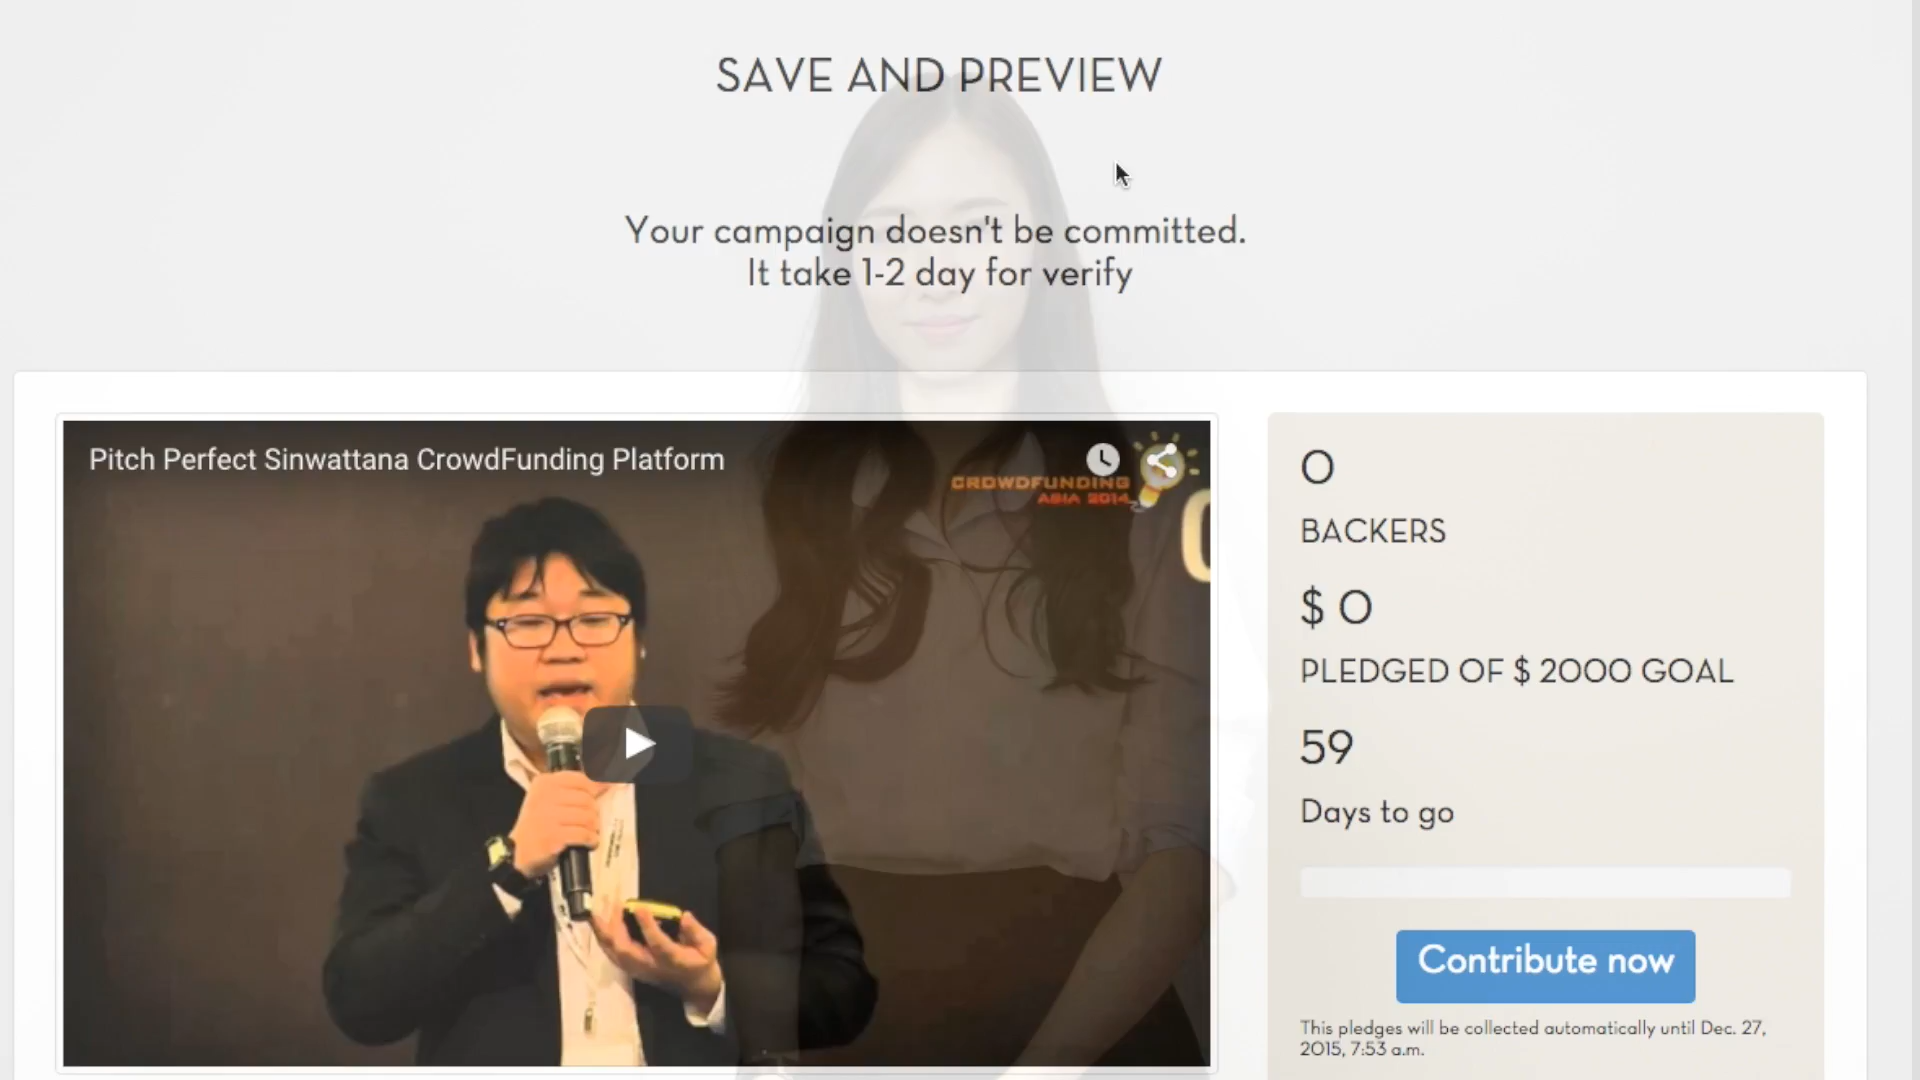 SAVE AND PREVIEW
Your campaign doesn't be committed.
It take 1-2 day for verify
Pitch Perfect Sinwattana CrowdFunding Platform
CROWDFUNDING
ASIA 2014
0
BACKERS
$ 0
PLEDGED OF $ 2000 GOAL
59
Days to go
Contribute now
This pledges will be collected automatically until Dec. 27,
2015, 7:53 a.m.